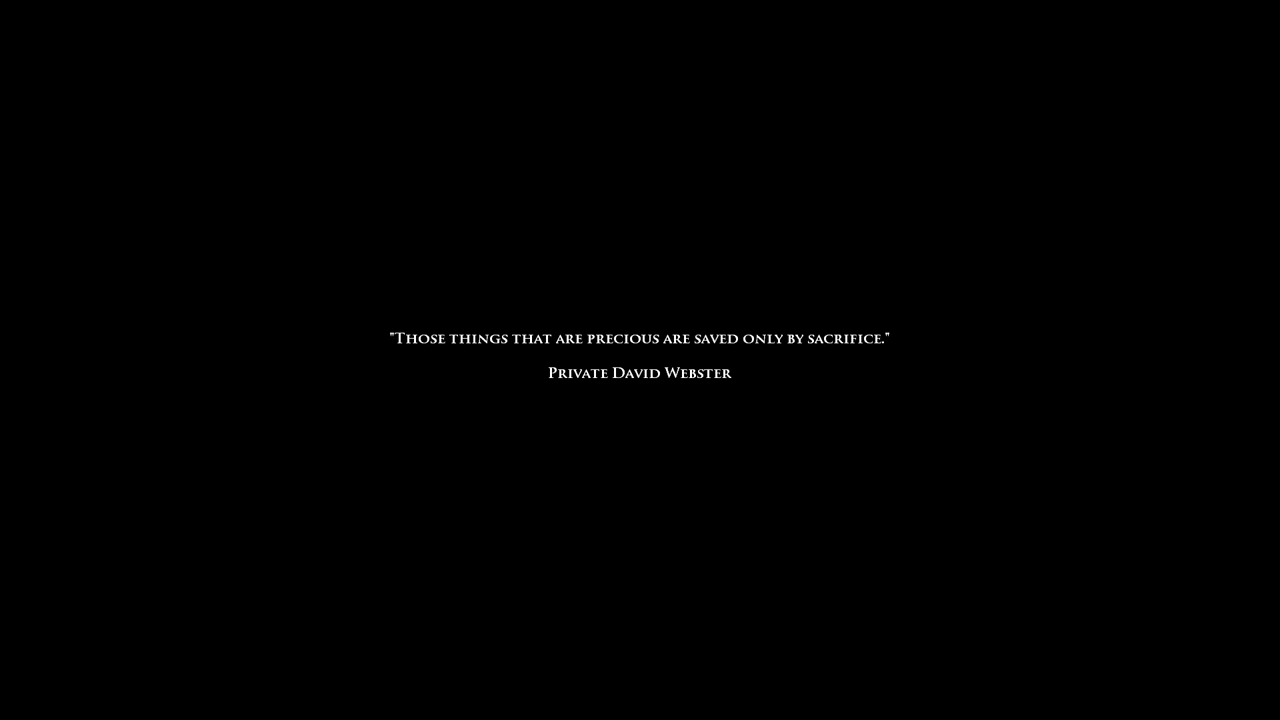 "Those things that are precious are saved only by sacrifice."
Private David Webster